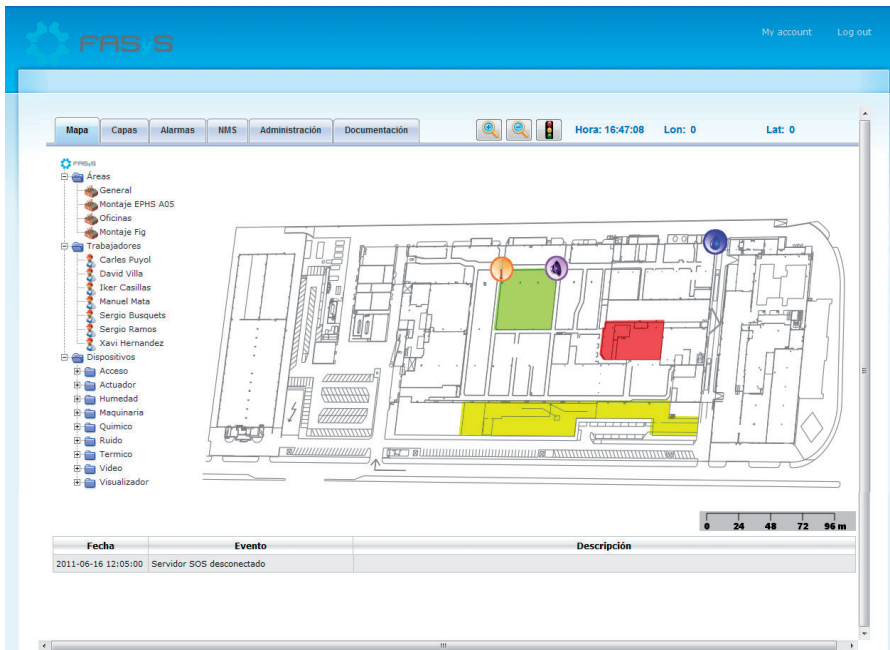 FASyS
My account Log out
Mapa Capas Alarmas NMS Administración Documentación Hora: 16:47:08 Lon: 0 Lat: 0
FASyS
Áreas
General
Montaje EPHS A05
Oficinas
Montaje Fig
Trabajadores
Carles Puyol
David Villa
Iker Casillas
Manuel Mata
Sergio Busquets
Sergio Ramos
Xavi Hernandez
Dispositivos
Acceso
Actuador
Humedad
Maquinaria
Quimico
Ruido
Termico
Video
Visualizador
0 24 48 72 96 m
Fecha Evento Descripción
2011-06-16 12:05:00 Servidor SOS desconectado